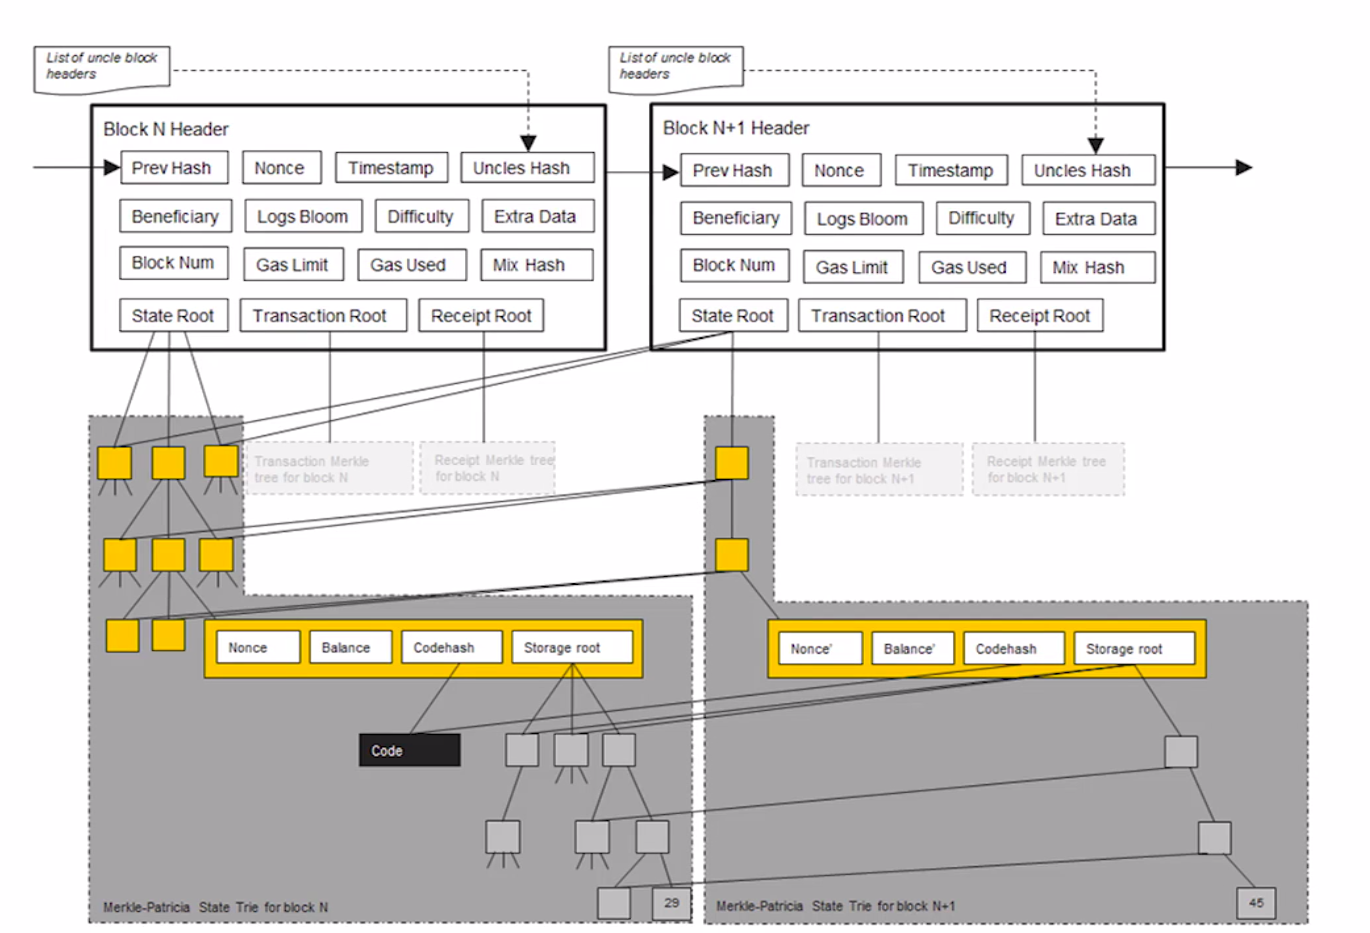 List of uncle block
headers
List of uncle block
headers
Block N Header
Prev Hash
Nonce
Timestamp
Uncles Hash
Beneficiary
Logs Bloom
Difficulty
Extra Data
Block Num
Gas Limit
Gas Used
Mix Hash
State Root
Transaction Root
Receipt Root
Block N+1 Header
Prev Hash
Nonce
Timestamp
Uncles Hash
Beneficiary
Logs Bloom
Difficulty
Extra Data
Block Num
Gas Limit
Gas Used
Mix Hash
State Root
Transaction Root
Receipt Root
Transaction Merkle
tree for block N
Receipt Merkle tree
for block N
Transaction Merkle
tree for block N+1
Receipt Merkle tree
for block N+1
Nonce
Balance
Codehash
Storage root
Nonce'
Balance'
Codehash
Storage root
Code
29
45
Merkle-Patricia State Trie for block N
Merkle-Patricia State Trie for block N+1